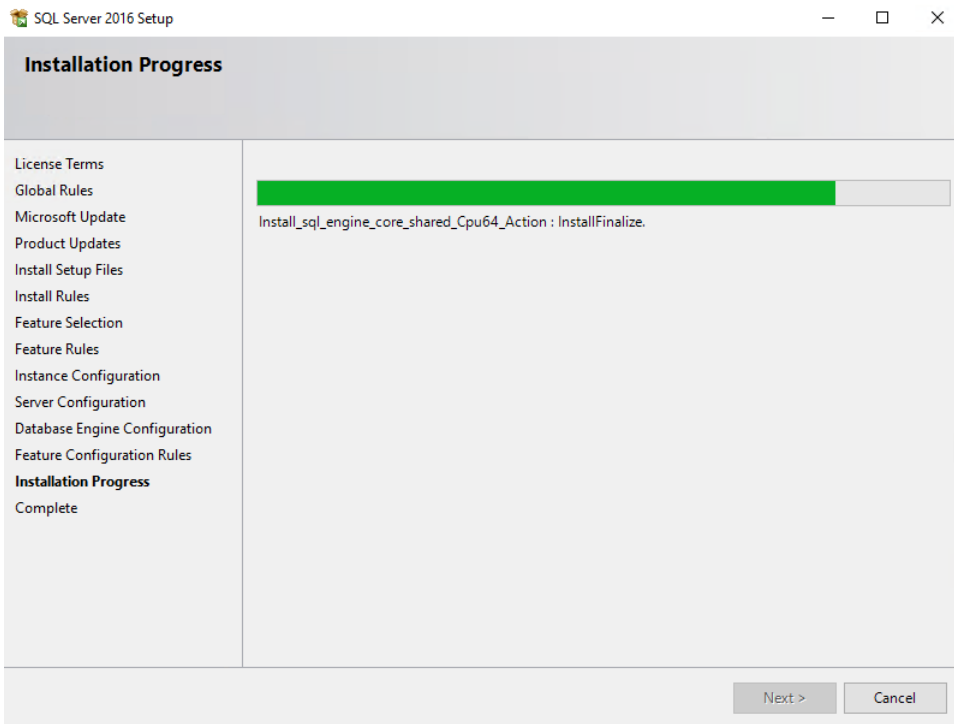 SQL Server 2016 Setup
Installation Progress
License Terms
Global Rules
Microsoft Update
Product Updates
Install Setup Files
Install Rules
Feature Selection
Feature Rules
Instance Configuration
Server Configuration
Database Engine Configuration
Feature Configuration Rules
Installation Progress
Complete
Install_sql_engine_core_shared_Cpu64_Action : InstallFinalize.
Next >
Cancel